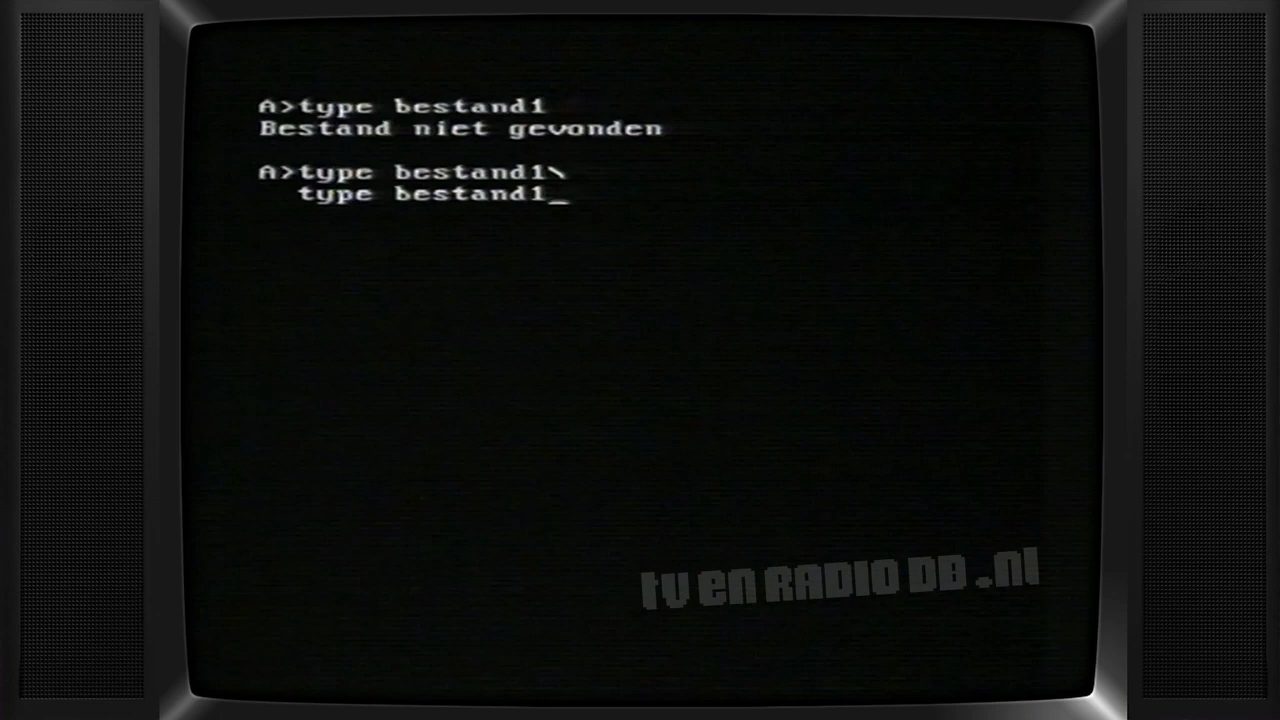 A>type bestand1
Bestand niet gevonden
A>type bestand1\
type bestand1_
tv en RADIO DB .nl